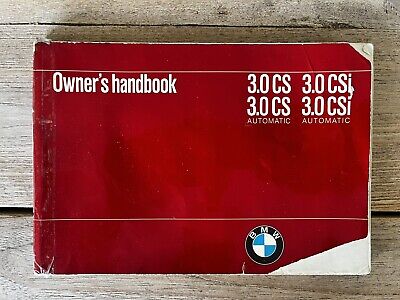 Owner's handbook
3.0 CS 3.0 CSi
3.0 CS 3.0 CSi
AUTOMATIC AUTOMATIC
BMW